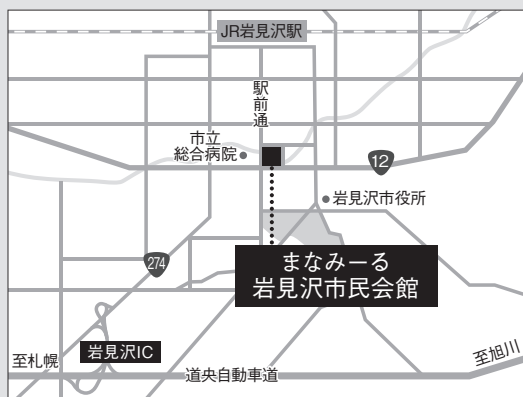 JR岩見沢駅
駅前通
市立
総合病院
12
岩見沢市役所
274
まなみーる
岩見沢市民会館
岩見沢IC
至札幌
道央自動車道
至旭川